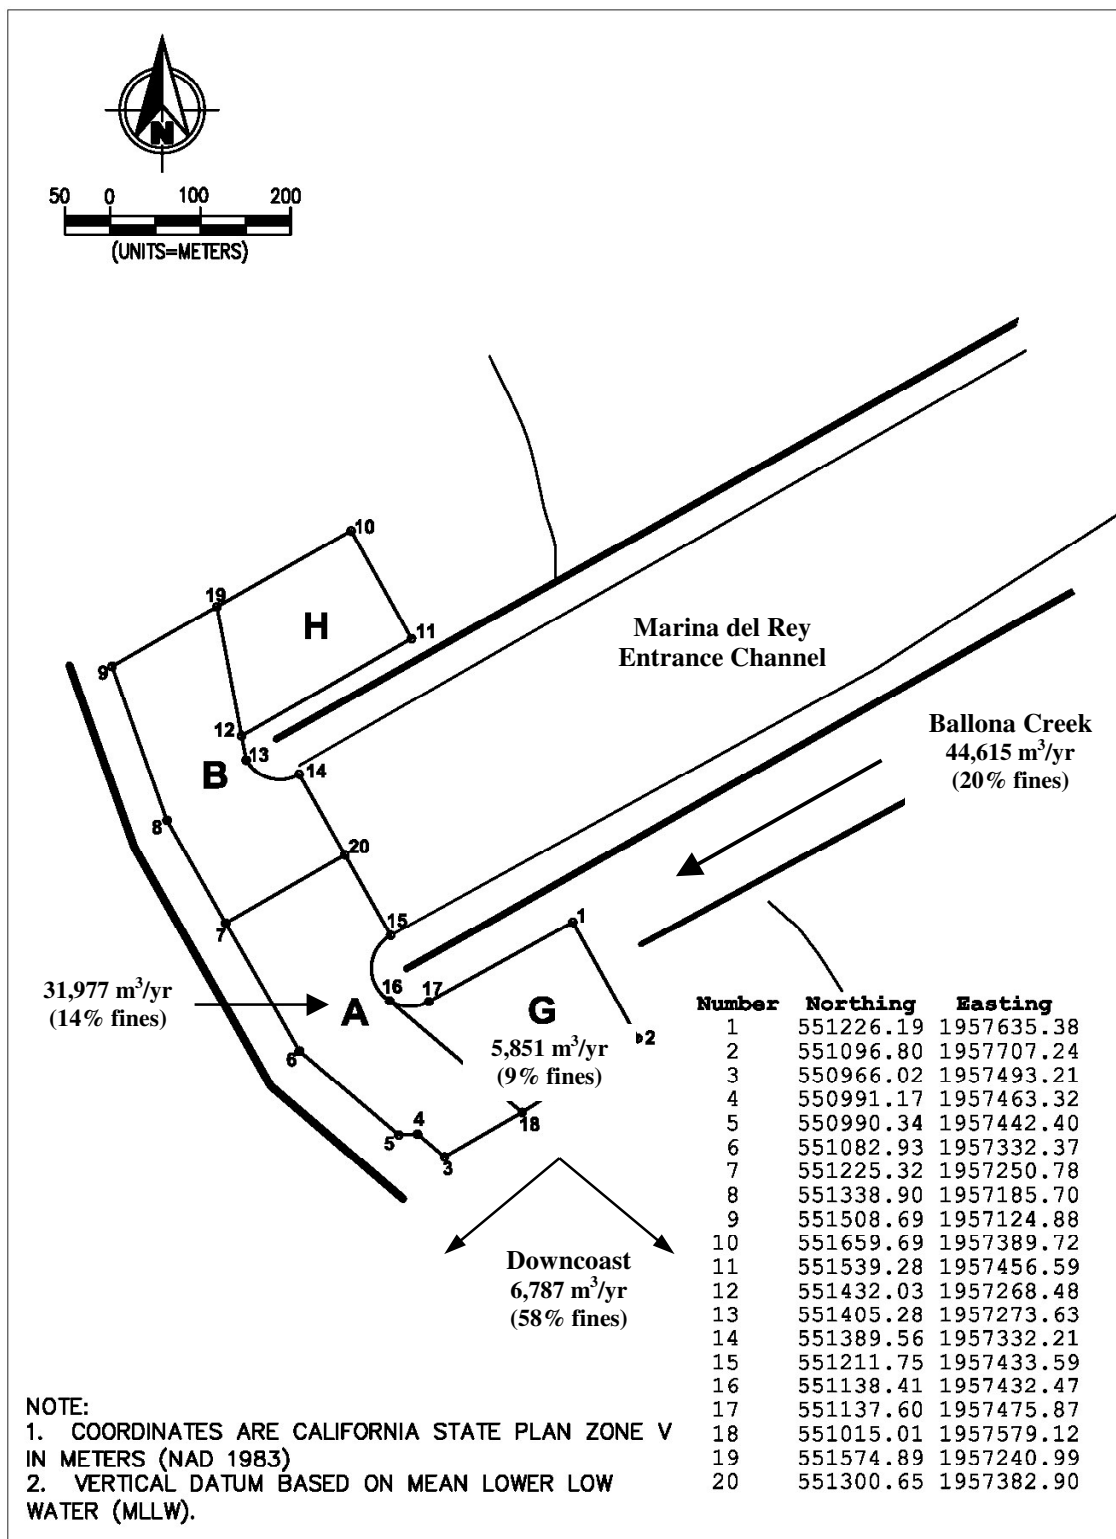 N
50 0 100 200
(UNITS=METERS)
10
19
H
11
9
Marina del Rey
Entrance Channel
12
13
B
14
Ballona Creek
44,615 m³/yr
(20% fines)
8
20
7
15
1
31,977 m³/yr
(14% fines)
16
17
A
G
2
5,851 m³/yr
(9% fines)
6
18
4
5
3
Downcoast
6,787 m³/yr
(58% fines)
Number Northing Easting
1 551226.19 1957635.38
2 551096.80 1957707.24
3 550966.02 1957493.21
4 550991.17 1957463.32
5 550990.34 1957442.40
6 551082.93 1957332.37
7 551225.32 1957250.78
8 551338.90 1957185.70
9 551508.69 1957124.88
10 551659.69 1957389.72
11 551539.28 1957456.59
12 551432.03 1957268.48
13 551405.28 1957273.63
14 551389.56 1957332.21
15 551211.75 1957433.59
16 551138.41 1957432.47
17 551137.60 1957475.87
18 551015.01 1957579.12
19 551574.89 1957240.99
20 551300.65 1957382.90
NOTE:
1. COORDINATES ARE CALIFORNIA STATE PLAN ZONE V
IN METERS (NAD 1983)
2. VERTICAL DATUM BASED ON MEAN LOWER LOW
WATER (MLLW).